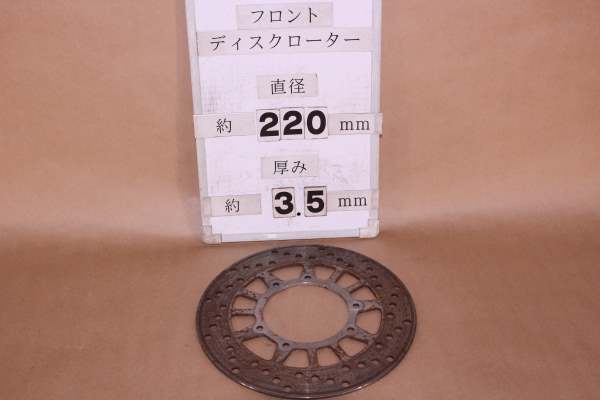 フロント
ディスクローター
直径
約 220 mm
厚み
約 3.5 mm